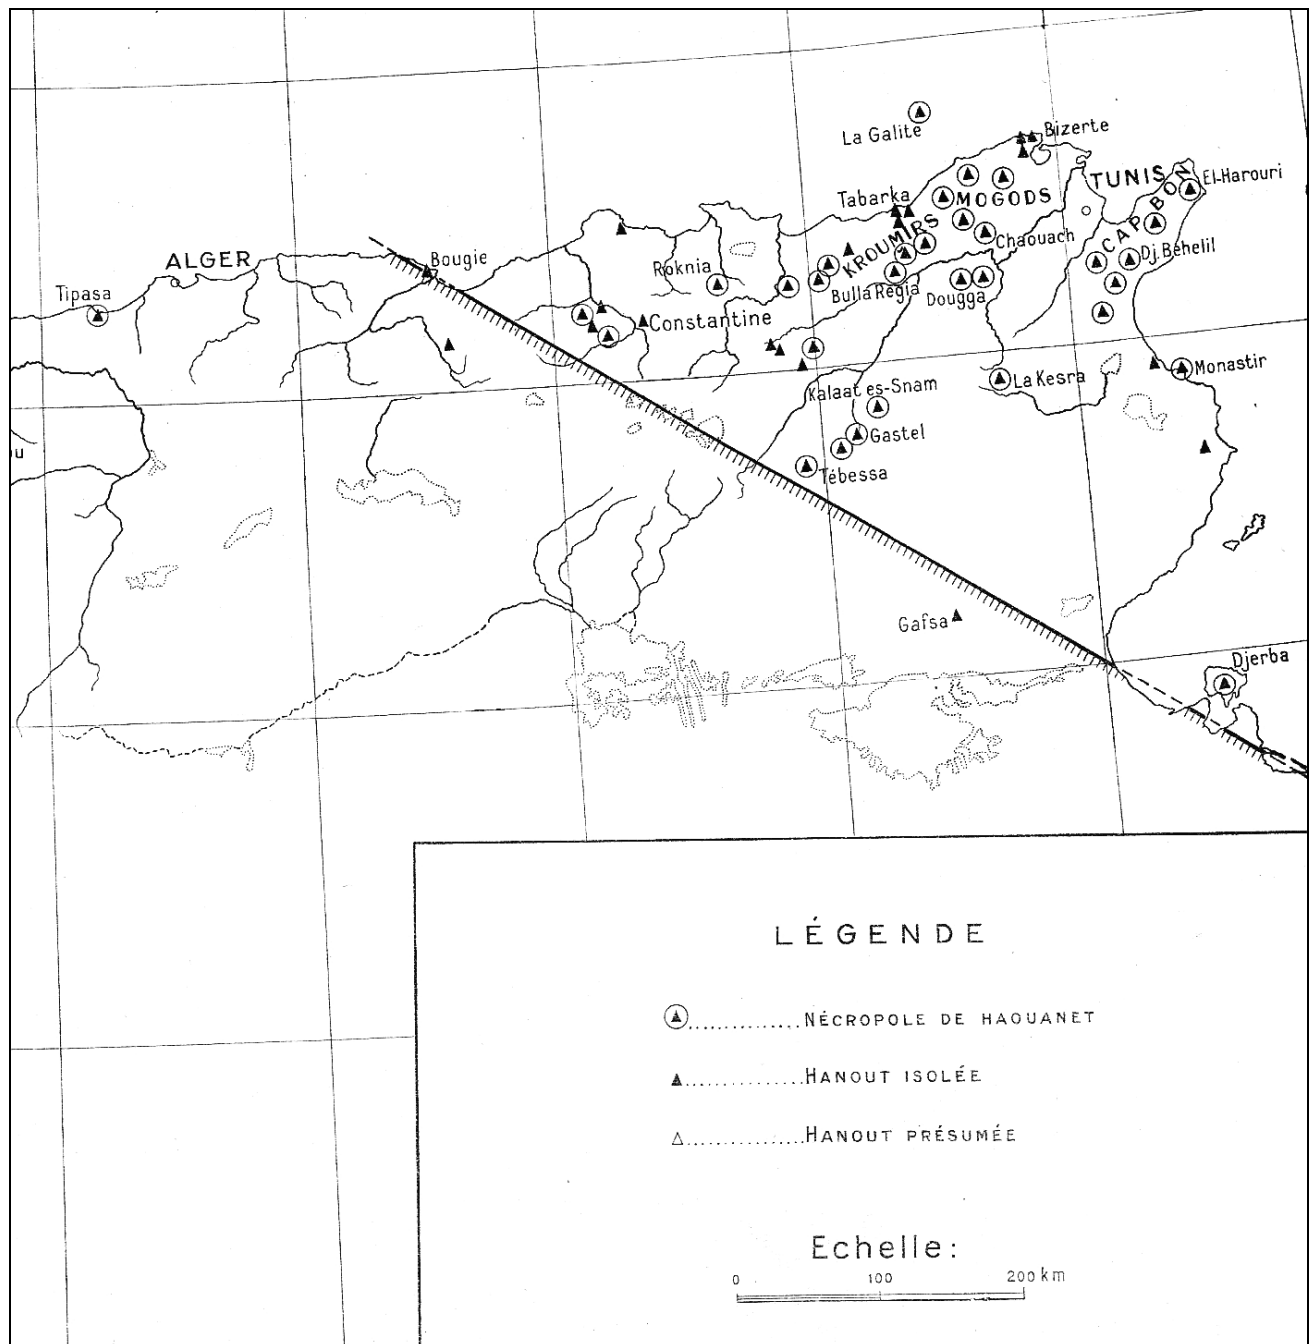 La Galite
Bizerte
TUNIS
El-Harouri
Tabarka
MOGODS
CAP BON
KROUMIRS
Chaouach
Dj. Behelil
ALGER
Bougie
Roknia
Bulla Regia
Dougga
Tipasa
Constantine
La Kesra
Monastir
Kalaat es-Snam
Gastel
ou
Tébessa
Gafsa
Djerba
LÉGENDE
NÉCROPOLE DE HAOUANET
HANOUT ISOLÉE
HANOUT PRÉSUMÉE
Echelle:
0 100 200 km